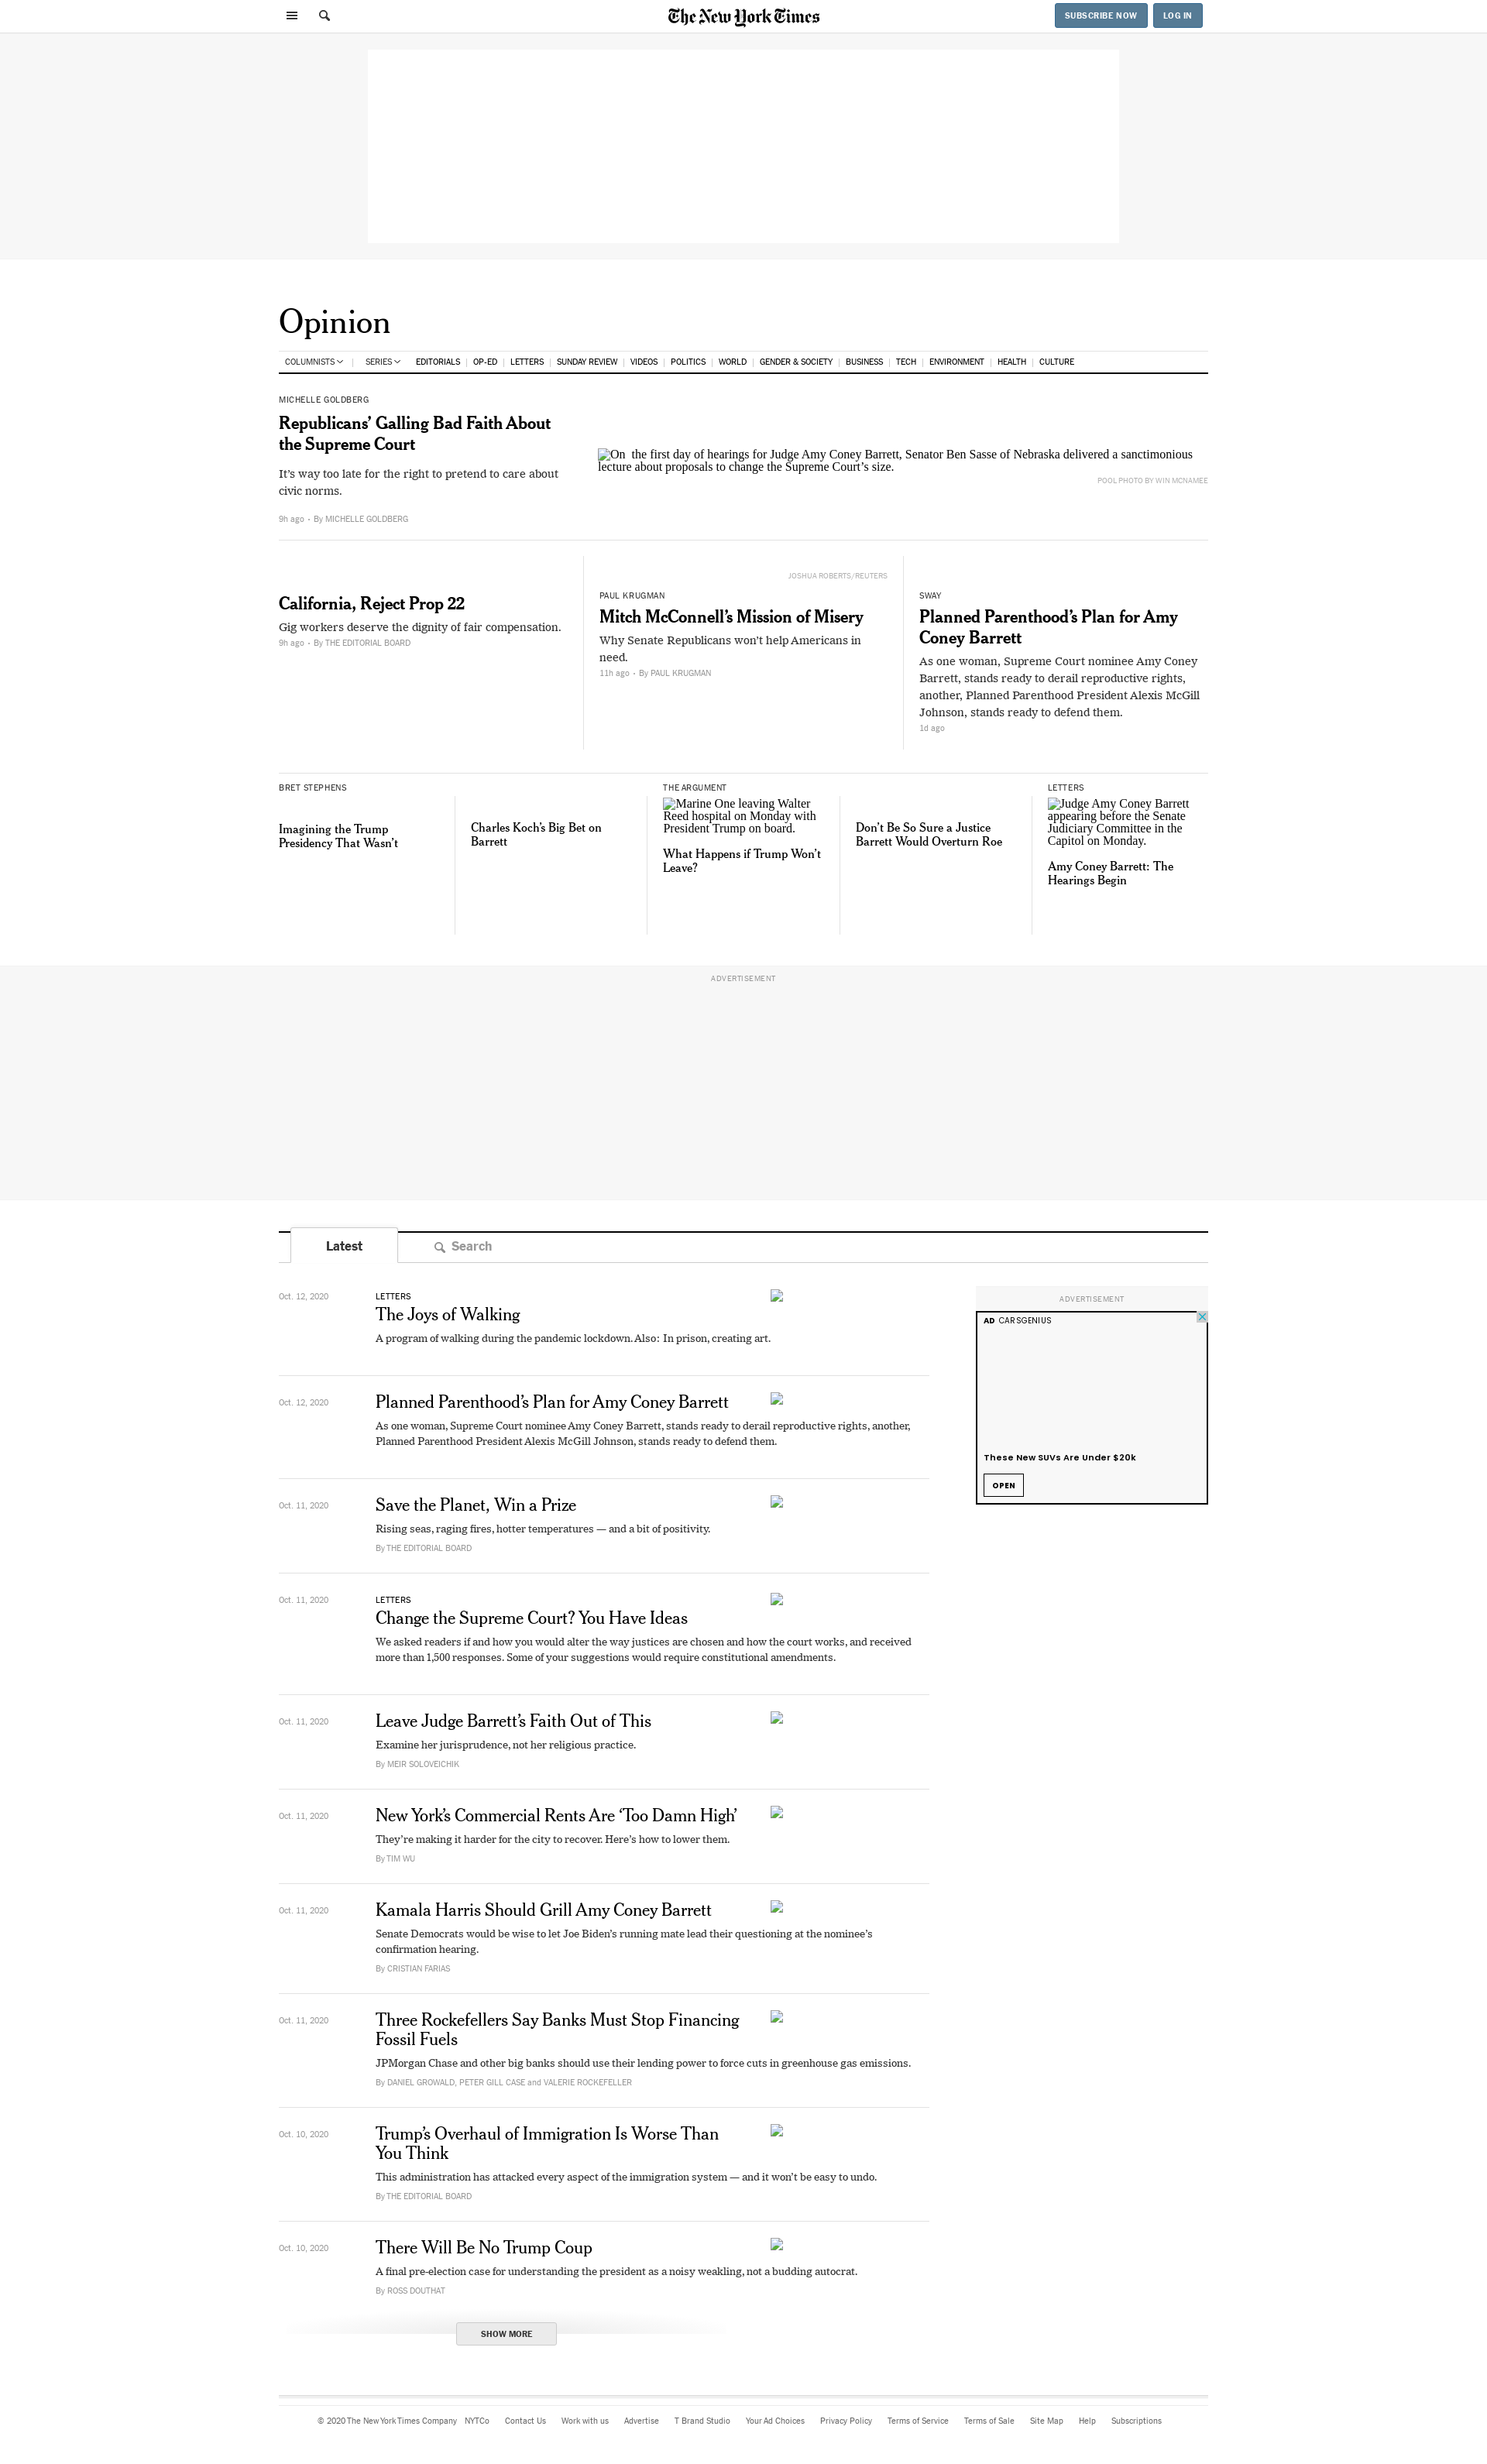 The New York Times
SUBSCRIBE NOW
LOG IN
Opinion
COLUMNISTS
SERIES
EDITORIALS
OP-ED
LETTERS
SUNDAY REVIEW
VIDEOS
POLITICS
WORLD
GENDER & SOCIETY
BUSINESS
TECH
ENVIRONMENT
HEALTH
CULTURE
MICHELLE GOLDBERG
Republicans’ Galling Bad Faith About
the Supreme Court
It’s way too late for the right to pretend to care about
civic norms.
9h ago • By MICHELLE GOLDBERG
On the first day of hearings for Judge Amy Coney Barrett, Senator Ben Sasse of Nebraska delivered a sanctimonious
lecture about proposals to change the Supreme Court’s size.
POOL PHOTO BY WIN MCNAMEE
California, Reject Prop 22
Gig workers deserve the dignity of fair compensation.
9h ago • By THE EDITORIAL BOARD
JOSHUA ROBERTS/REUTERS
PAUL KRUGMAN
Mitch McConnell’s Mission of Misery
Why Senate Republicans won’t help Americans in
need.
11h ago • By PAUL KRUGMAN
SWAY
Planned Parenthood’s Plan for Amy
Coney Barrett
As one woman, Supreme Court nominee Amy Coney
Barrett, stands ready to derail reproductive rights,
another, Planned Parenthood President Alexis McGill
Johnson, stands ready to defend them.
1d ago
BRET STEPHENS
Imagining the Trump
Presidency That Wasn’t
Charles Koch’s Big Bet on
Barrett
THE ARGUMENT
Marine One leaving Walter
Reed hospital on Monday with
President Trump on board.
What Happens if Trump Won’t
Leave?
Don’t Be So Sure a Justice
Barrett Would Overturn Roe
LETTERS
Judge Amy Coney Barrett
appearing before the Senate
Judiciary Committee in the
Capitol on Monday.
Amy Coney Barrett: The
Hearings Begin
ADVERTISEMENT
Latest
Search
Oct. 12, 2020
LETTERS
The Joys of Walking
A program of walking during the pandemic lockdown. Also: In prison, creating art.
ADVERTISEMENT
AD CARSGENIUS
These New SUVs Are Under $20k
OPEN
Oct. 12, 2020
Planned Parenthood’s Plan for Amy Coney Barrett
As one woman, Supreme Court nominee Amy Coney Barrett, stands ready to derail reproductive rights, another,
Planned Parenthood President Alexis McGill Johnson, stands ready to defend them.
Oct. 11, 2020
Save the Planet, Win a Prize
Rising seas, raging fires, hotter temperatures — and a bit of positivity.
By THE EDITORIAL BOARD
Oct. 11, 2020
LETTERS
Change the Supreme Court? You Have Ideas
We asked readers if and how you would alter the way justices are chosen and how the court works, and received
more than 1,500 responses. Some of your suggestions would require constitutional amendments.
Oct. 11, 2020
Leave Judge Barrett’s Faith Out of This
Examine her jurisprudence, not her religious practice.
By MEIR SOLOVEICHIK
Oct. 11, 2020
New York’s Commercial Rents Are ‘Too Damn High’
They’re making it harder for the city to recover. Here’s how to lower them.
By TIM WU
Oct. 11, 2020
Kamala Harris Should Grill Amy Coney Barrett
Senate Democrats would be wise to let Joe Biden’s running mate lead their questioning at the nominee’s
confirmation hearing.
By CRISTIAN FARIAS
Oct. 11, 2020
Three Rockefellers Say Banks Must Stop Financing
Fossil Fuels
JPMorgan Chase and other big banks should use their lending power to force cuts in greenhouse gas emissions.
By DANIEL GROWALD, PETER GILL CASE and VALERIE ROCKEFELLER
Oct. 10, 2020
Trump’s Overhaul of Immigration Is Worse Than
You Think
This administration has attacked every aspect of the immigration system — and it won’t be easy to undo.
By THE EDITORIAL BOARD
Oct. 10, 2020
There Will Be No Trump Coup
A final pre-election case for understanding the president as a noisy weakling, not a budding autocrat.
By ROSS DOUTHAT
SHOW MORE
© 2020 The New York Times Company
NYTCo
Contact Us
Work with us
Advertise
T Brand Studio
Your Ad Choices
Privacy Policy
Terms of Service
Terms of Sale
Site Map
Help
Subscriptions